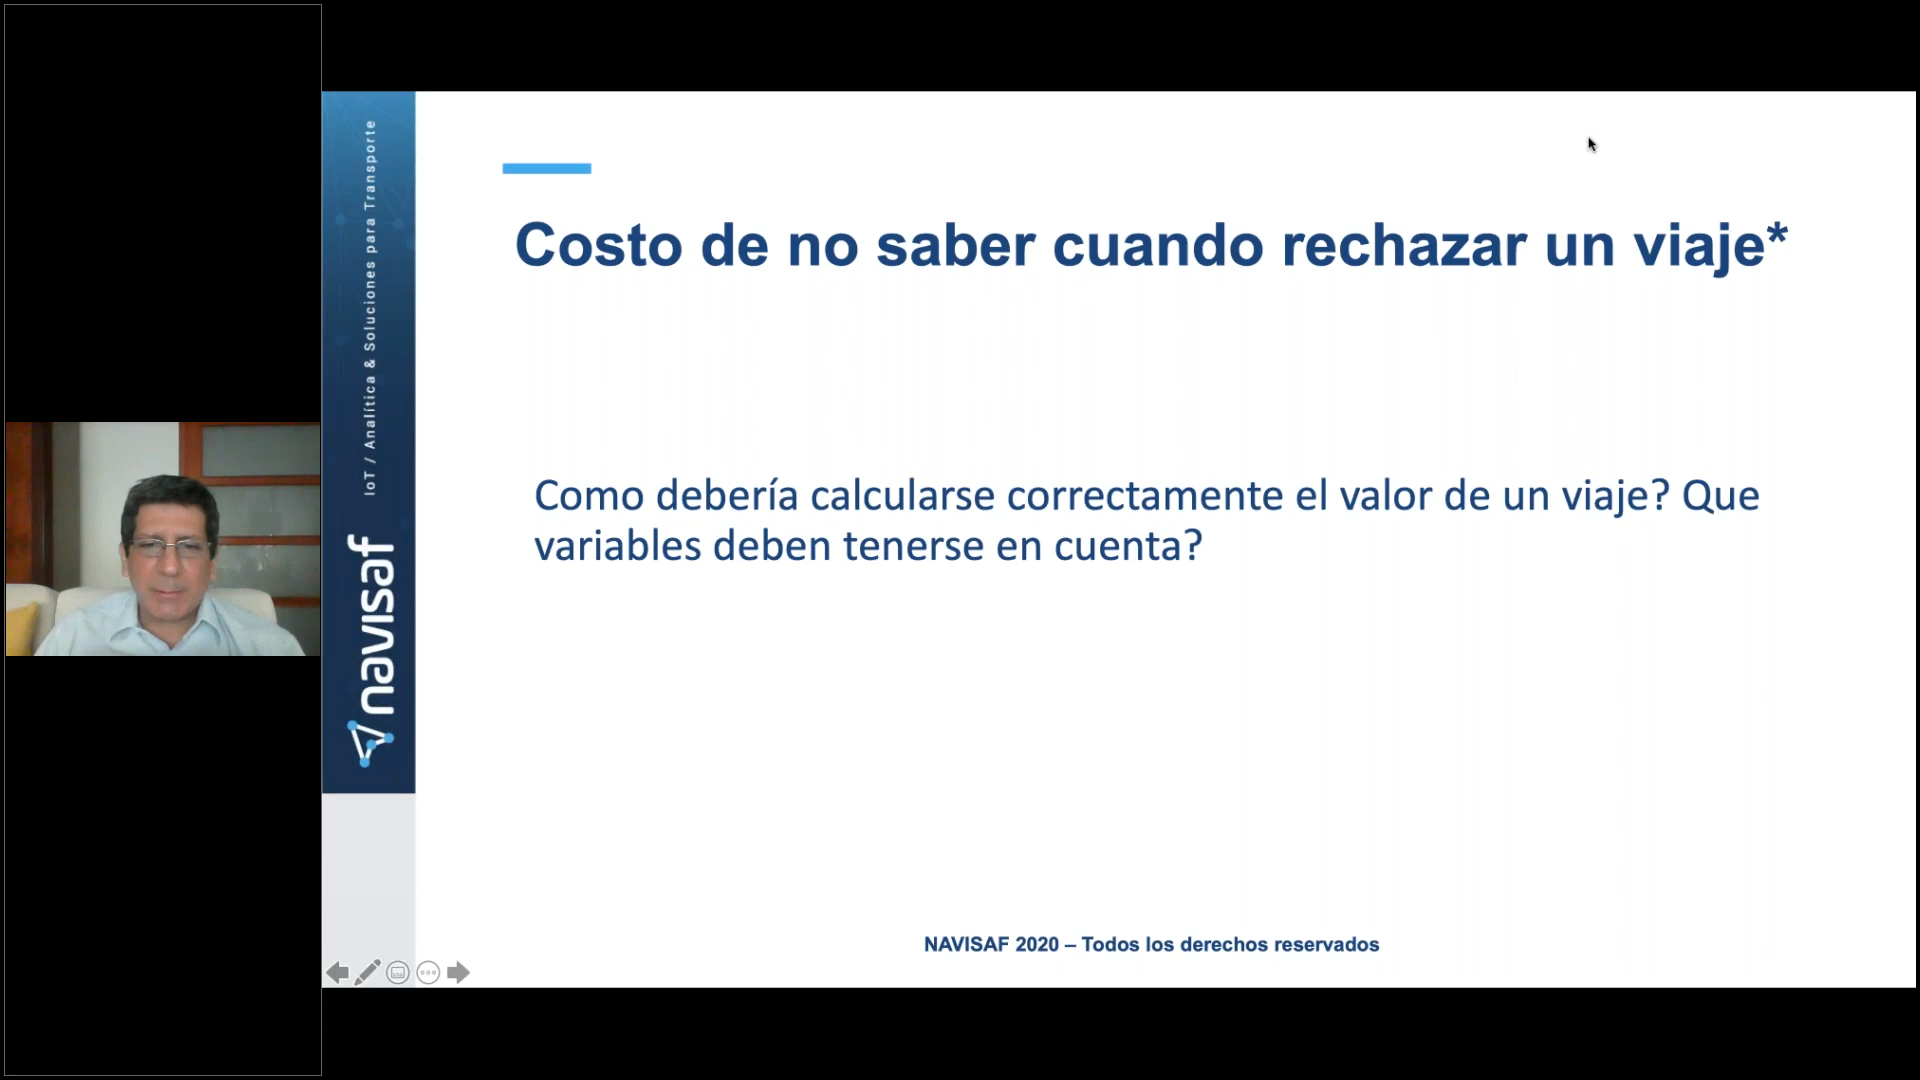 IoT / Analítica & Soluciones para Transporte
navisaf
Costo de no saber cuando rechazar un viaje*
Como debería calcularse correctamente el valor de un viaje? Que
variables deben tenerse en cuenta?
NAVISAF 2020 – Todos los derechos reservados